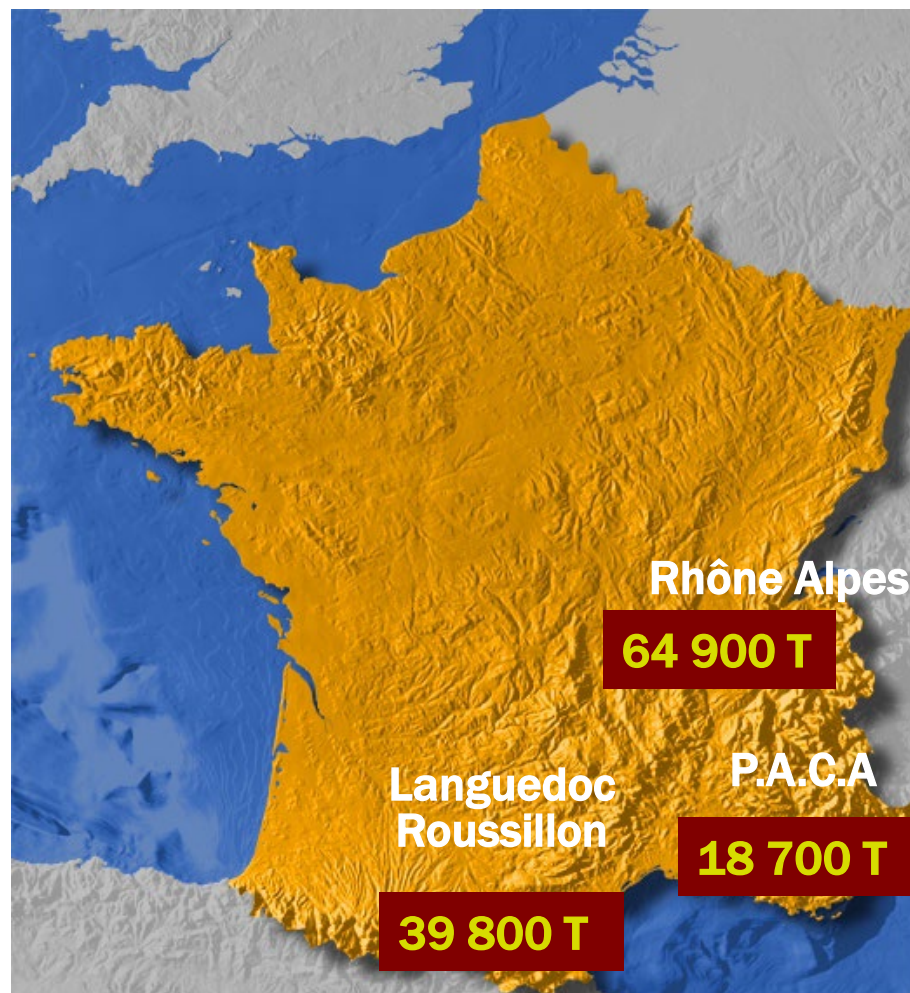 Rhône Alpes
64 900 T
P.A.C.A
18 700 T
Languedoc
Roussillon
39 800 T